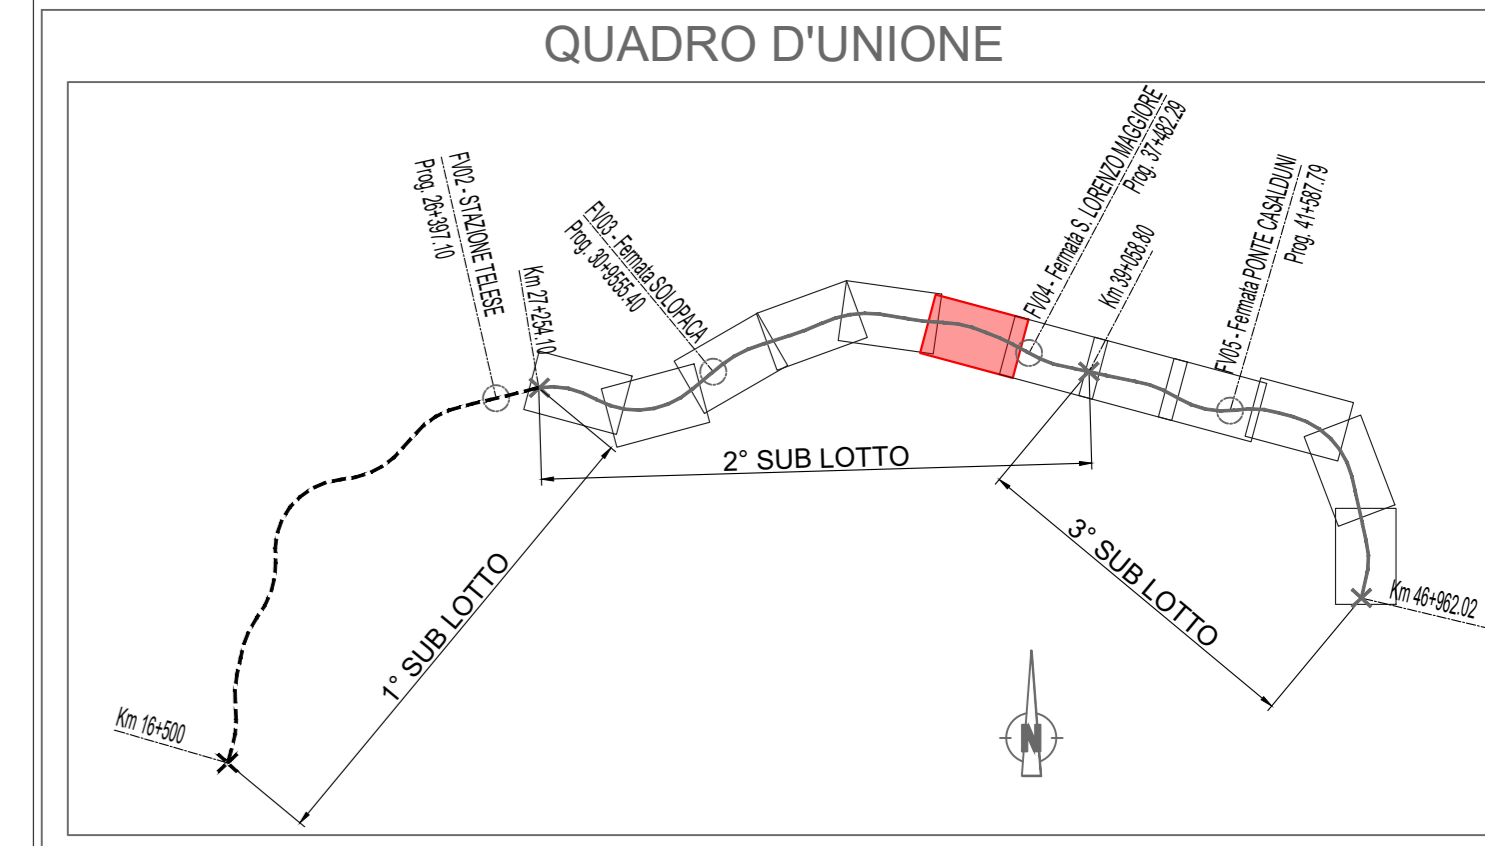 QUADRO D'UNIONE
FV02 - STAZIONE TELESE
Prog. 26+397.10
Km 27+254.10
FV03 - Fermata SOLOPACA
Prog. 30+9555.40
FV04 - Fermata S. LORENZO MAGGIORE
Prog. 37+482.29
Km 39+058.80
FV05 - Fermata PONTE CASALDUNI
Prog. 41+587.79
2° SUB LOTTO
1° SUB LOTTO
3° SUB LOTTO
Km 46+962.02
Km 16+500
N